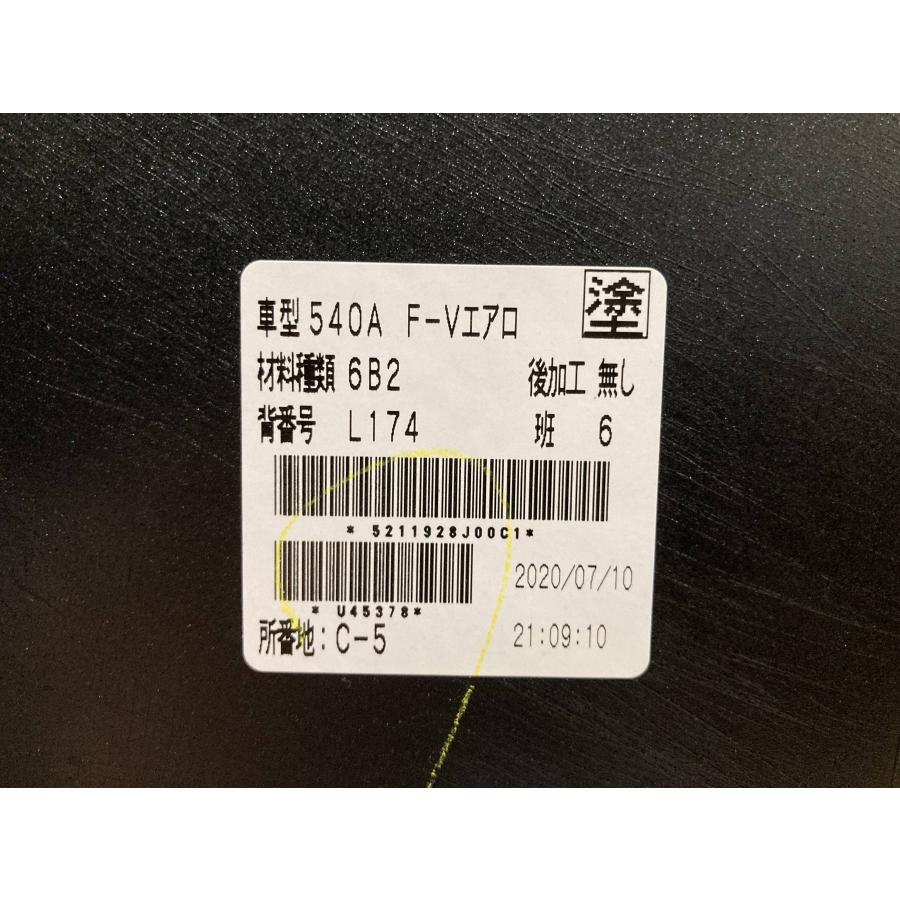 車型 540A F-Vエアロ 塗
材料種類 6B2 後加工 無し
背番号 L174 班 6
* 5211928J00C1*
2020/07/10
* U45378*
所番地: C-5 21:09:10